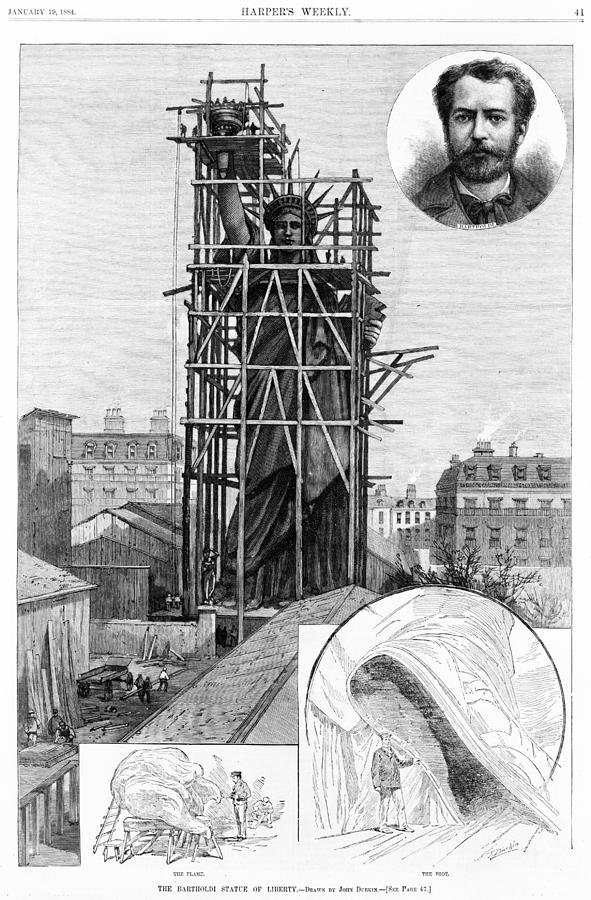 JANUARY 19, 1884.
HARPER'S WEEKLY.
41
BARTHOLDI
J. Durkin
THE FLAME.
THE FOOT.
THE BARTHOLDI STATUE OF LIBERTY.—Drawn by John Durkin.—[See Page 47.]